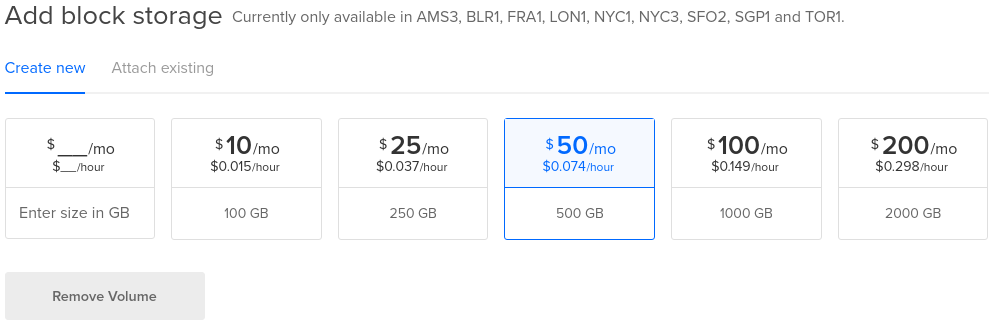 Add block storage Currently only available in AMS3, BLR1, FRA1, LON1, NYC1, NYC3, SFO2, SGP1 and TOR1.
Create new Attach existing
$___/mo $10/mo $25/mo $50/mo $100/mo $200/mo
$__/hour $0.015/hour $0.037/hour $0.074/hour $0.149/hour $0.298/hour
Enter size in GB 100 GB 250 GB 500 GB 1000 GB 2000 GB
Remove Volume